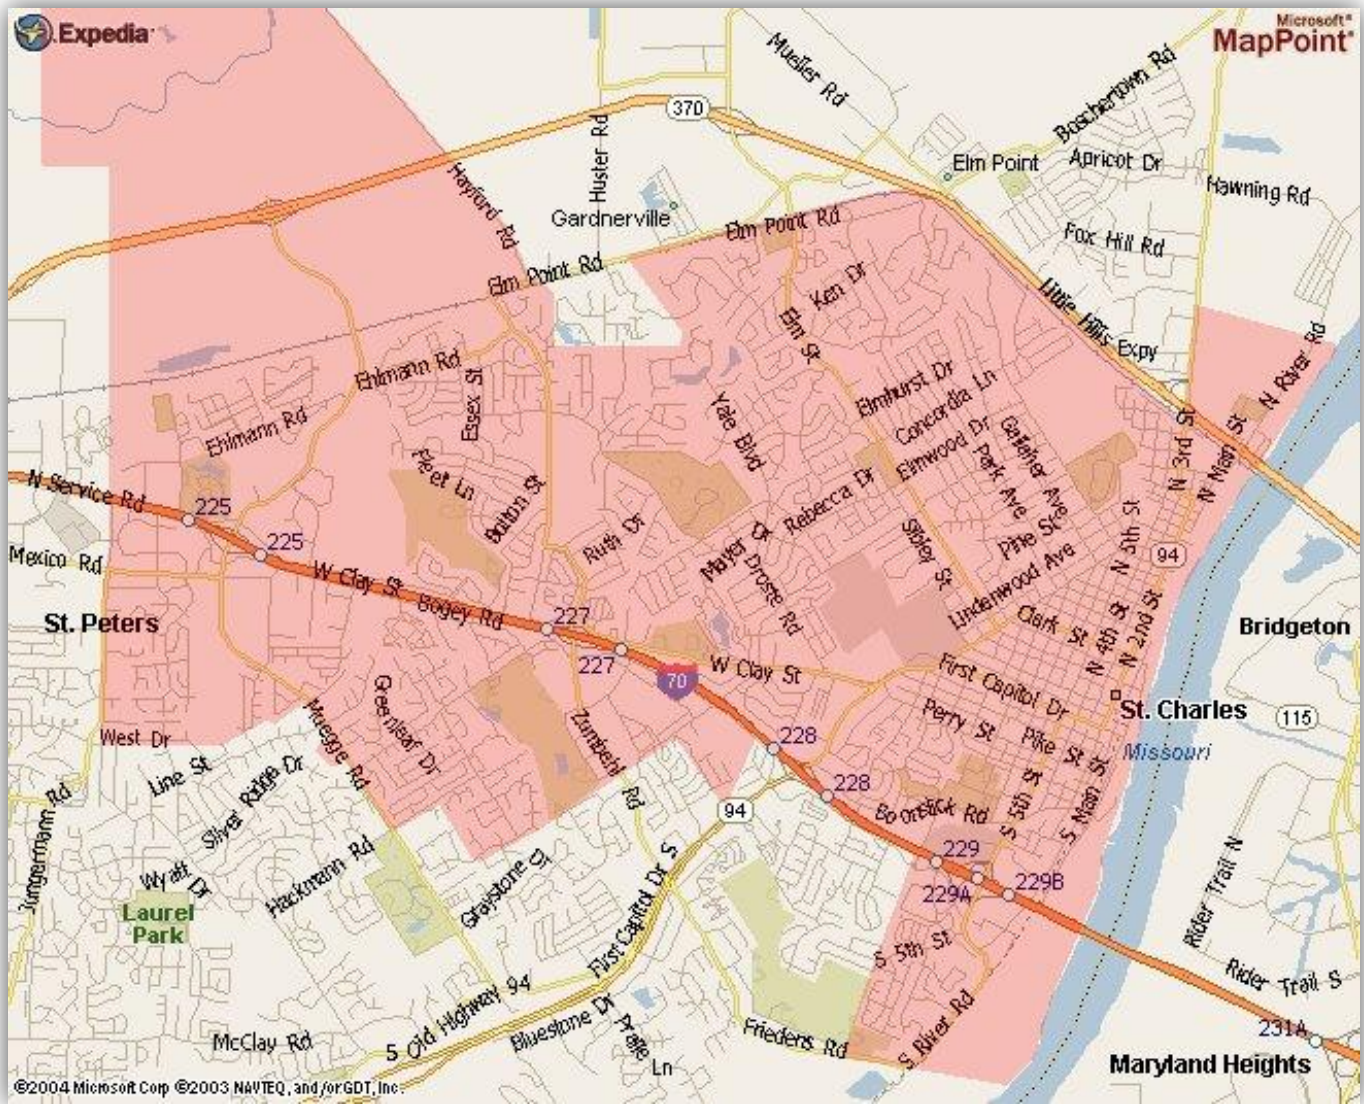 Expedia
Microsoft®
MapPoint®
Mueller Rd
Boschertown Rd
370
Huster Rd
Elm Point
Apricot Dr
Hayford Rd
Hawning Rd
Gardnerville
Elm Point Rd
Fox Hill Rd
Elm Point Rd
Ken Dr
Little Hills Expy
Elm St
N River Rd
Ehlmann Rd
Essex St
Elmhurst Dr
Concordia Ln
Yale Blvd
Ehlmann Rd
Elmwood Dr
Gallaher Ave
Park Ave
N 3rd St
N Main St
Fleet Ln
Rebecca Dr
N Service Rd
225
Bolton St
Ruth Dr
Sibley St
Pine St
N 5th St
225
Mayer Dr
Droste Rd
94
Mexico Rd
W Clay St
Bogey Rd
Lindenwood Ave
St. Peters
227
Clark St
N 4th St
N 2nd St
Bridgeton
227
70
W Clay St
First Capitol Dr
Greenleaf Dr
Muegge Rd
Zumbehl Rd
Perry St
Pike St
St. Charles
115
West Dr
228
Missouri
Line St
Silver Ridge Dr
228
Jungermann Rd
94
Boonslick Rd
S 5th St
S Main St
Hackmann Rd
Graystone Dr
229
Wyatt Dr
229A
229B
Laurel
Park
First Capitol Dr S
Rider Trail N
S 5th St
Rider Trail S
Old Highway 94 S
Bluestone Dr
Pralle Ln
Friedens Rd
S River Rd
231A
McClay Rd
Maryland Heights
©2004 Microsoft Corp ©2003 NAVTEQ, and/or GDT, Inc.